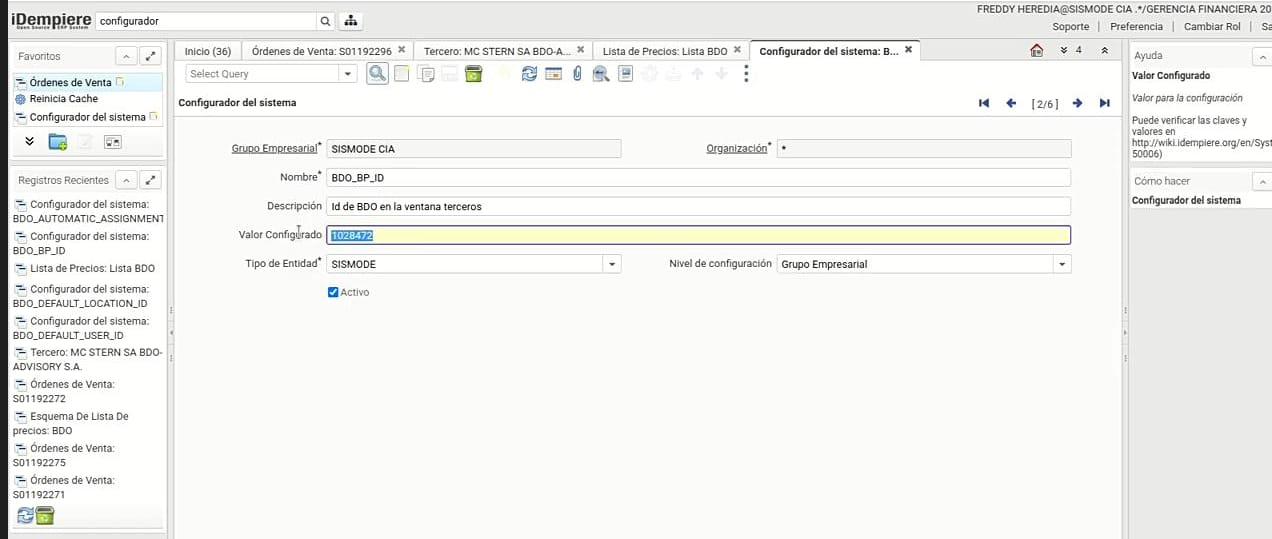 FREDDY HEREDIA@SISMODE CIA .*/GERENCIA FINANCIERA 20
iDempiere
Open Source ERP System
configurador
Soporte | Preferencia | Cambiar Rol | Sa
Favoritos
Órdenes de Venta
Reinicia Cache
Configurador del sistema
Registros Recientes
Configurador del sistema:
BDO_AUTOMATIC_ASSIGNMENT
Configurador del sistema:
BDO_BP_ID
Lista de Precios: Lista BDO
Configurador del sistema:
BDO_DEFAULT_LOCATION_ID
Configurador del sistema:
BDO_DEFAULT_USER_ID
Tercero: MC STERN SA BDO-
ADVISORY S.A.
Órdenes de Venta:
S01192272
Esquema De Lista De
precios: BDO
Órdenes de Venta:
S01192275
Órdenes de Venta:
S01192271
Inicio (36)
Órdenes de Venta: S01192296
Tercero: MC STERN SA BDO-A...
Lista de Precios: Lista BDO
Configurador del sistema: B...
4
Select Query
Configurador del sistema
[ 2/6 ]
Grupo Empresarial* SISMODE CIA
Organización* *
Nombre* BDO_BP_ID
Descripción Id de BDO en la ventana terceros
Valor Configurado 1028472
Tipo de Entidad* SISMODE
Nivel de configuración Grupo Empresarial
Activo
Ayuda
Valor Configurado
Valor para la configuración
Puede verificar las claves y
valores en
http://wiki.idempiere.org/en/Syst
50006)
Cómo hacer
Configurador del sistema